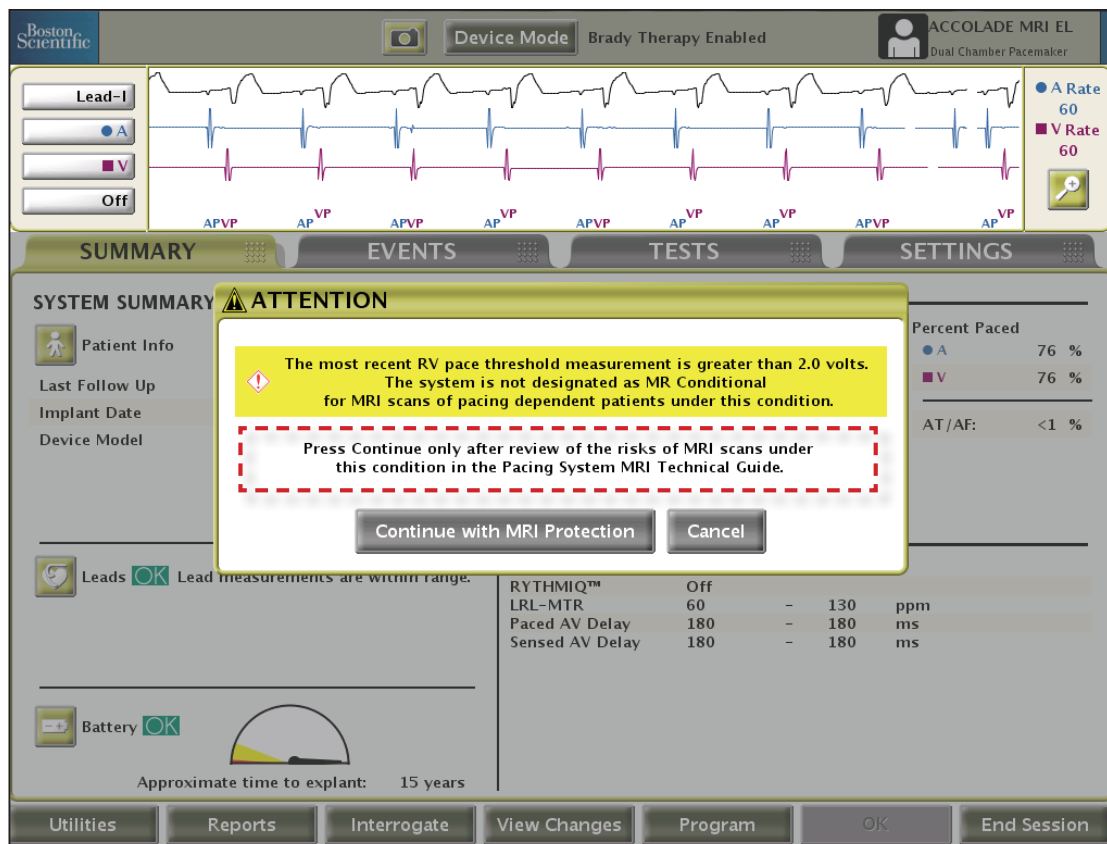 Boston
Scientific
Device Mode Brady Therapy Enabled
ACCOLADE MRI EL
Dual Chamber Pacemaker
Lead-I
A
V
Off
A Rate
60
V Rate
60
APVP AP VP APVP AP VP APVP AP VP AP VP APVP AP VP
SUMMARY EVENTS TESTS SETTINGS
SYSTEM SUMMARY
ATTENTION
The most recent RV pace threshold measurement is greater than 2.0 volts.
The system is not designated as MR Conditional
for MRI scans of pacing dependent patients under this condition.
Press Continue only after review of the risks of MRI scans under
this condition in the Pacing System MRI Technical Guide.
Continue with MRI Protection Cancel
Patient Info
Last Follow Up
Implant Date
Device Model
Percent Paced
A 76 %
V 76 %
AT/AF: <1 %
Leads OK Lead measurements are within range.
RYTHMIQ™ Off
LRL-MTR 60 - 130 ppm
Paced AV Delay 180 - 180 ms
Sensed AV Delay 180 - 180 ms
Battery OK
Approximate time to explant: 15 years
Utilities Reports Interrogate View Changes Program OK End Session